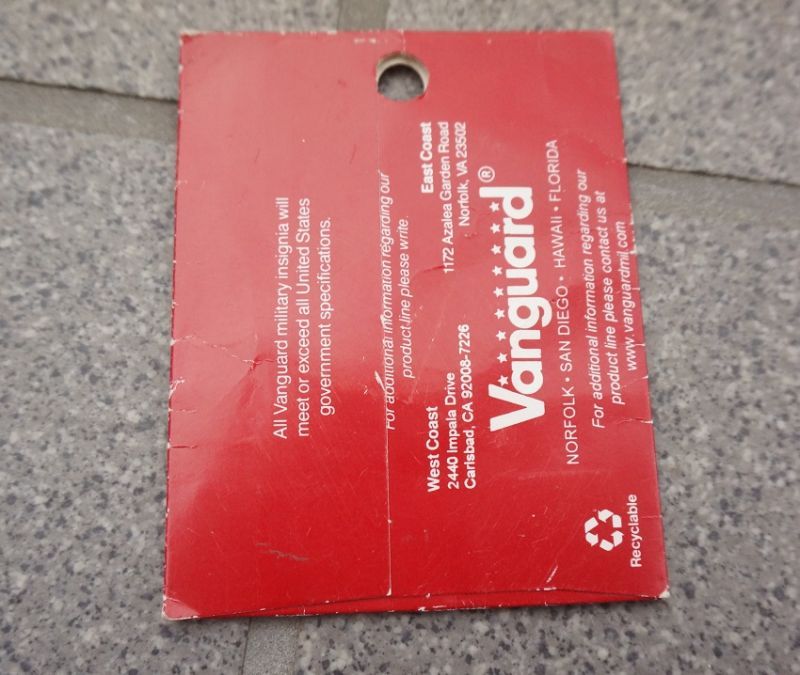 All Vanguard military insignia will
meet or exceed all United States
government specifications.
For additional information regarding our
product line please write.
West Coast
2440 Impala Drive
Carlsbad, CA 92008-7226
East Coast
1172 Azalea Garden Road
Norfolk, VA 23502
Vanguard®
NORFOLK • SAN DIEGO • HAWAII • FLORIDA
For additional information regarding our
product line please contact us at
www.vanguardmil.com
Recyclable